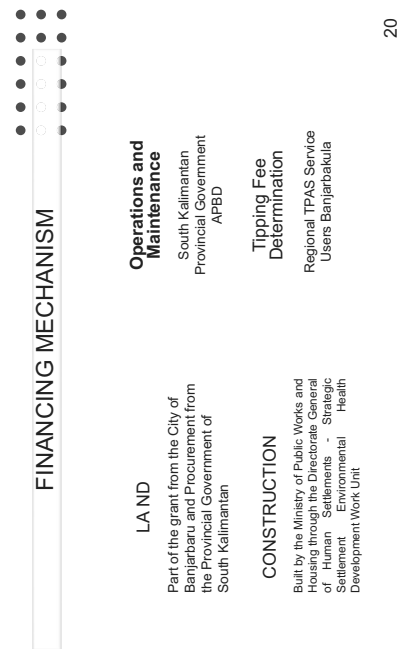 FINANCING MECHANISM
LA ND
Part of the grant from the City of
Banjarbaru and Procurement from
the Provincial Government of
South Kalimantan
CONSTRUCTION
Built by the Ministry of Public Works and
Housing through the Directorate General
of Human Settlements - Strategic
Settlement Environmental Health
Development Work Unit
Operations and
Maintenance
South Kalimantan
Provincial Government
APBD
Tipping Fee
Determination
Regional TPAS Service
Users Banjarbakula
20